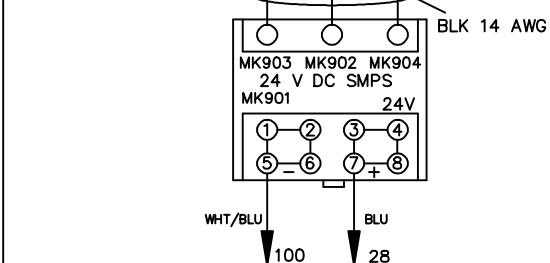 BLK 14 AWG
MK903 MK902 MK904
24 V DC SMPS
MK901
24V
1 2 3 4
5 - 6 7 + 8
WHT/BLU BLU
100 28